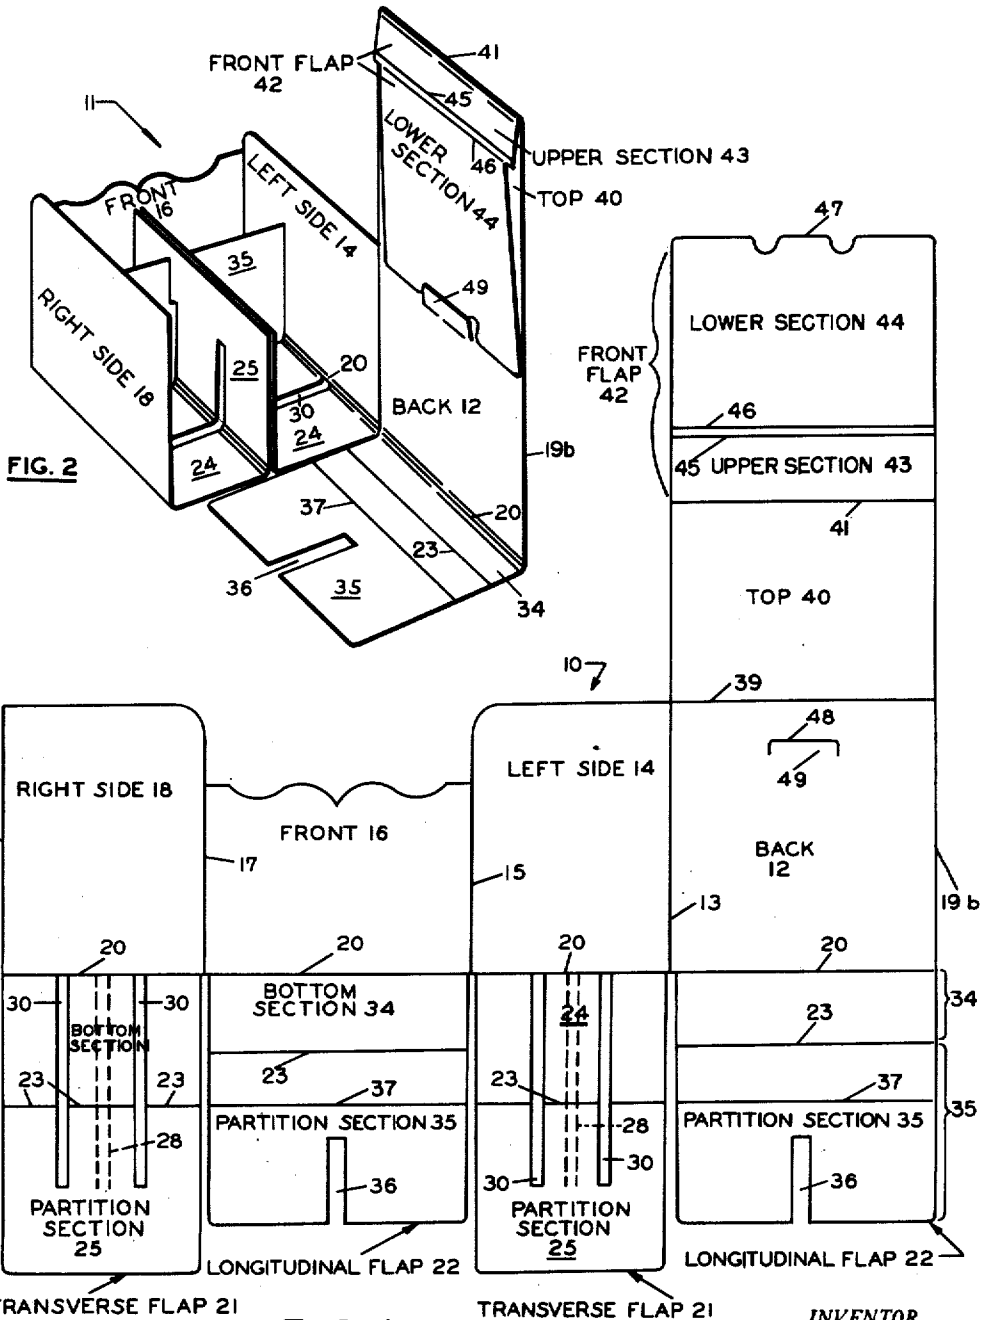 41
FRONT FLAP
42
45
11
LOWER
SECTION 44
46
UPPER SECTION 43
TOP 40
LEFT SIDE 14
FRONT
16
35
47
49
RIGHT SIDE 18
LOWER SECTION 44
FRONT
FLAP
42
20
25
30
BACK 12
24
24
46
FIG. 2
19b
45 UPPER SECTION 43
37
20
41
23
36
35
34
TOP 40
10
39
48
LEFT SIDE 14
49
RIGHT SIDE 18
FRONT 16
BACK
12
17
15
13
19b
20
20
20
20
30
30
BOTTOM
SECTION 34
24
34
BOTTOM
SECTION
23
23
23
23
23
37
37
PARTITION SECTION 35
PARTITION SECTION 35
35
28
28
30
30
36
36
PARTITION
SECTION
25
PARTITION
SECTION
25
LONGITUDINAL FLAP 22
LONGITUDINAL FLAP 22
TRANSVERSE FLAP 21
TRANSVERSE FLAP 21
INVENTOR